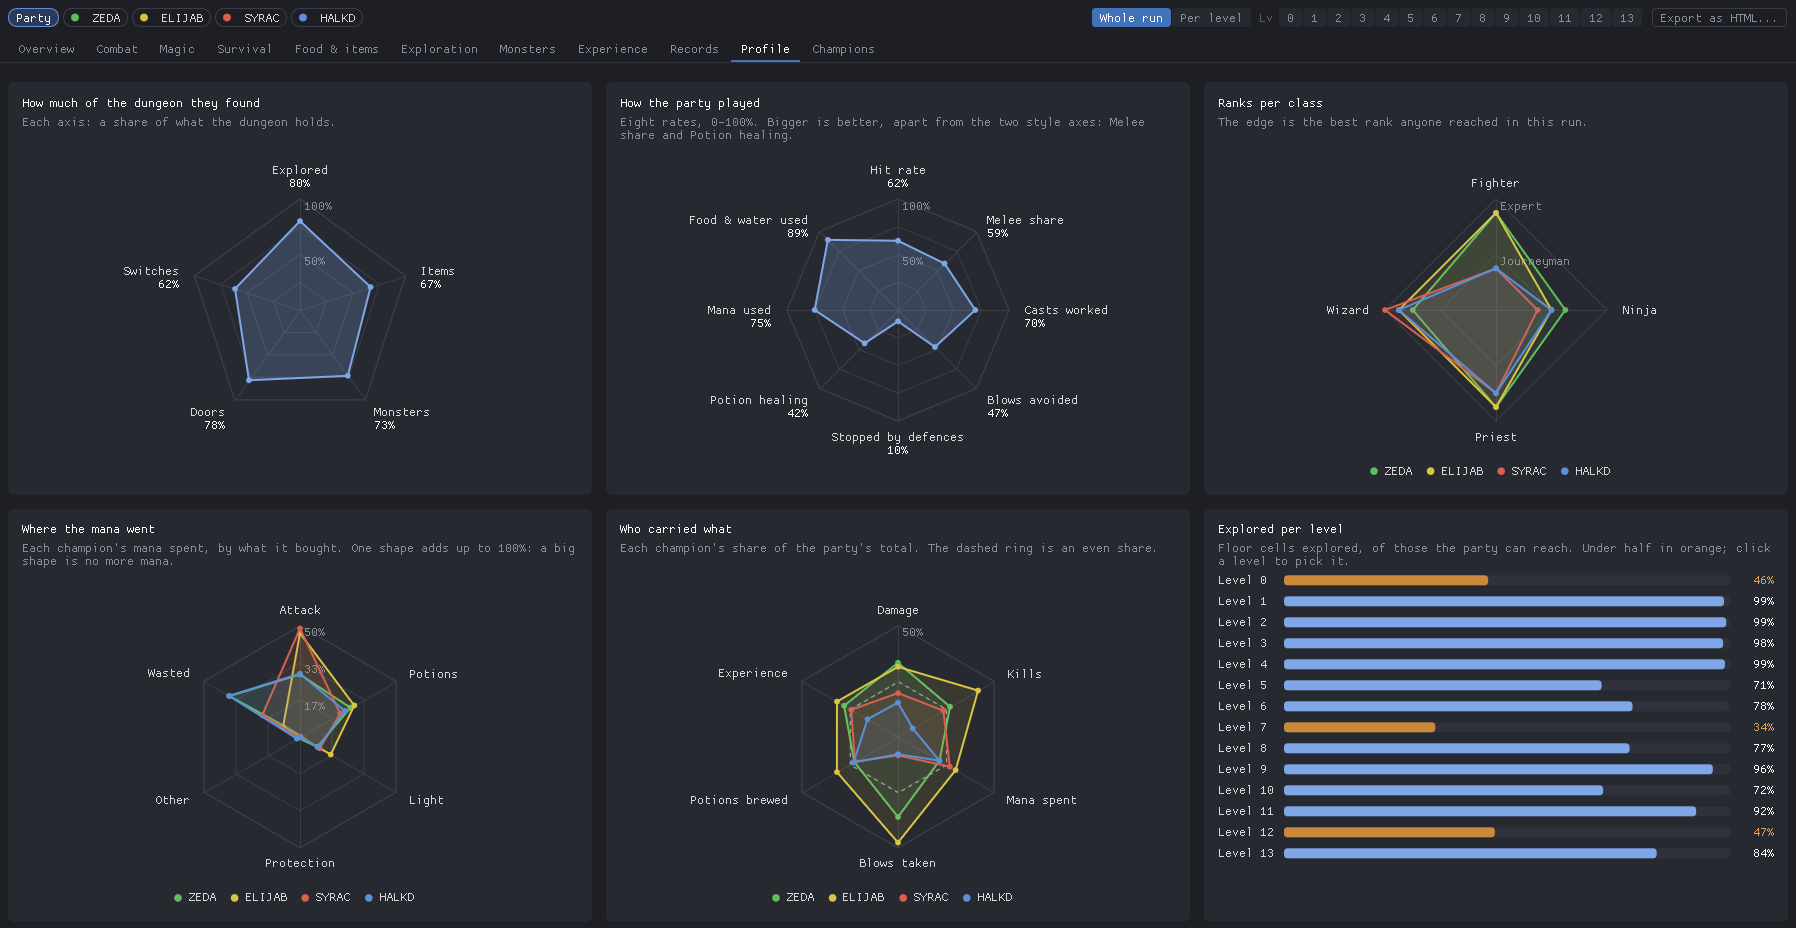 Party ZEDA ELIJAB SYRAC HALKD Whole run Per level Lv 0 1 2 3 4 5 6 7 8 9 10 11 12 13 Export as HTML...
Overview Combat Magic Survival Food & items Exploration Monsters Experience Records Profile Champions
How much of the dungeon they found
Each axis: a share of what the dungeon holds.
Explored
80%
100%
50%
Switches
62%
Items
67%
Doors
78%
Monsters
73%
How the party played
Eight rates, 0–100%. Bigger is better, apart from the two style axes: Melee
share and Potion healing.
Hit rate
62%
100%
50%
Food & water used
89%
Melee share
59%
Mana used
75%
Casts worked
70%
Potion healing
42%
Blows avoided
47%
Stopped by defences
10%
Ranks per class
The edge is the best rank anyone reached in this run.
Fighter
Expert
Journeyman
Wizard
Ninja
Priest
ZEDA ELIJAB SYRAC HALKD
Where the mana went
Each champion's mana spent, by what it bought. One shape adds up to 100%: a big
shape is no more mana.
Attack
50%
33%
17%
Wasted
Potions
Other
Light
Protection
ZEDA ELIJAB SYRAC HALKD
Who carried what
Each champion's share of the party's total. The dashed ring is an even share.
Damage
50%
Experience
Kills
Potions brewed
Mana spent
Blows taken
ZEDA ELIJAB SYRAC HALKD
Explored per level
Floor cells explored, of those the party can reach. Under half in orange; click
a level to pick it.
Level 0 46%
Level 1 99%
Level 2 99%
Level 3 98%
Level 4 99%
Level 5 71%
Level 6 78%
Level 7 34%
Level 8 77%
Level 9 96%
Level 10 72%
Level 11 92%
Level 12 47%
Level 13 84%